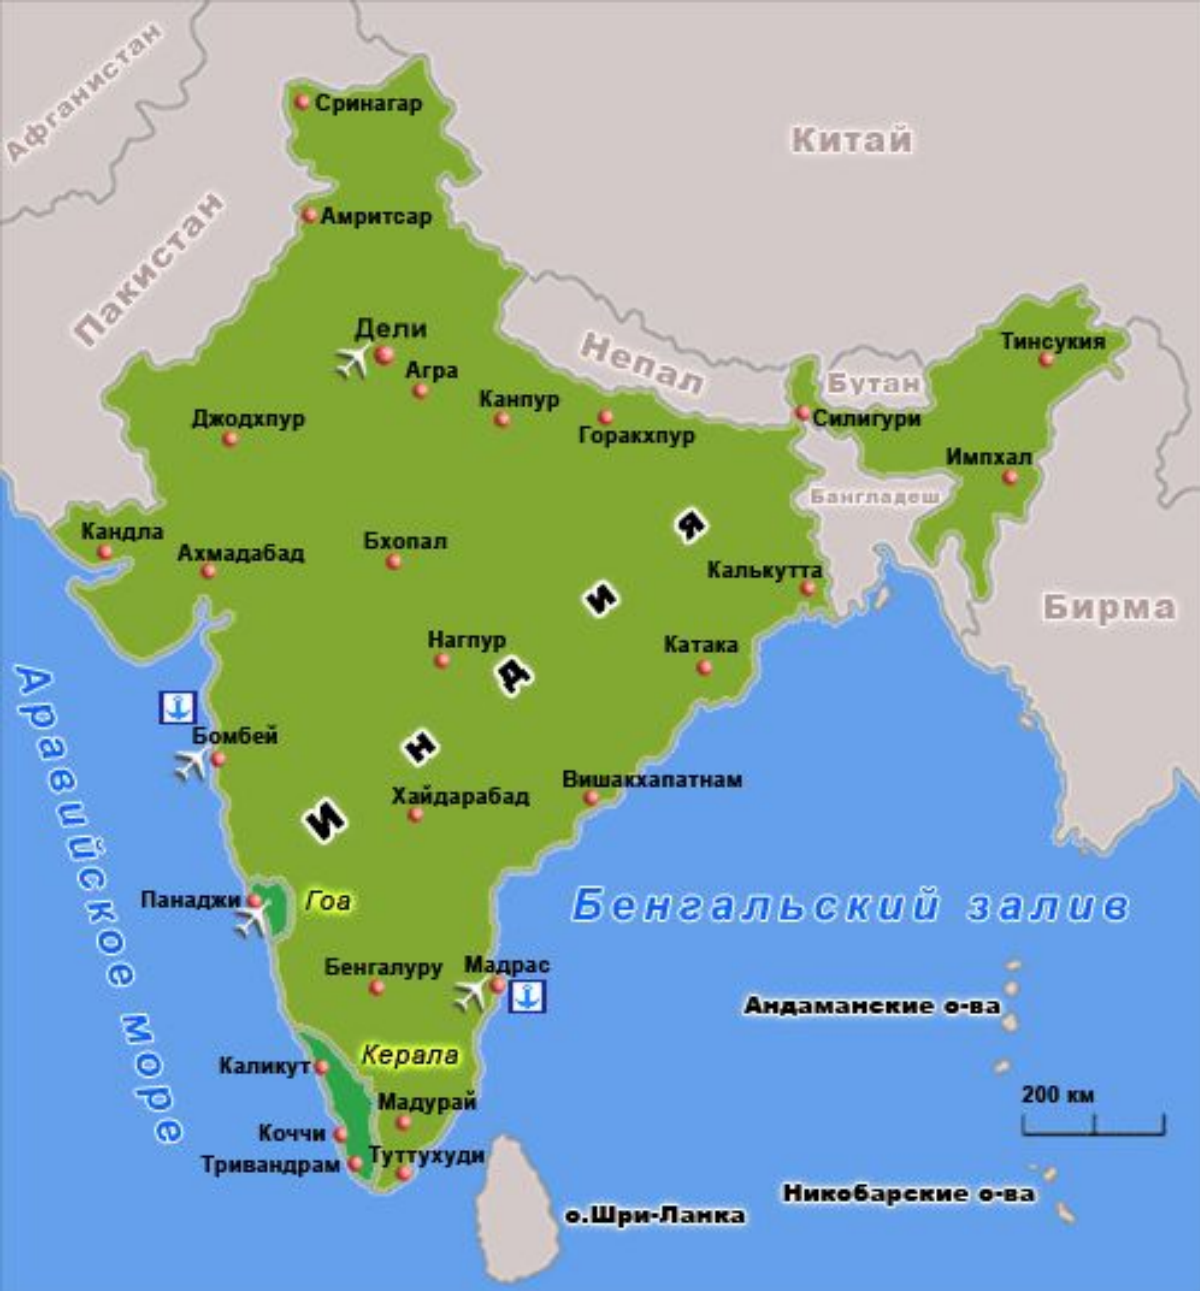 Афганистан
Китай
Сринагар
Пакистан
Амритсар
Дели
Агра
Непал
Канпур
Горакхпур
Джодхпур
Бутан
Тинсукия
Силигури
Импхал
Бангладеш
Кандла
Ахмадабад
Бхопал
Калькутта
Бирма
Нагпур
Катака
ИНДИЯ
Аравийское море
Бомбей
Хайдарабад
Вишакхапатнам
Панаджи
Гоа
Бенгальский залив
Бенгалуру
Мадрас
Андаманские о-ва
Керала
Каликут
200 км
Мадурай
Коччи
Тривандрам
Туттухуди
Никобарские о-ва
о.Шри-Ланка